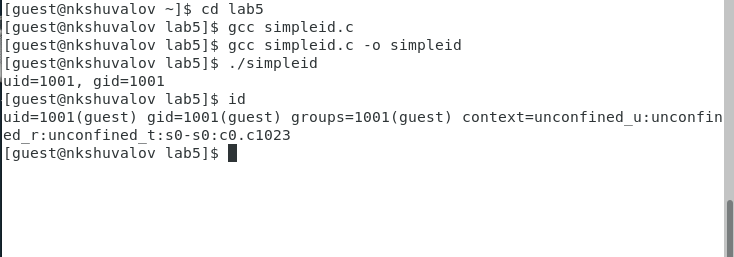 [guest@nkshuvalov ~]$ cd lab5
[guest@nkshuvalov lab5]$ gcc simpleid.c
[guest@nkshuvalov lab5]$ gcc simpleid.c -o simpleid
[guest@nkshuvalov lab5]$ ./simpleid
uid=1001, gid=1001
[guest@nkshuvalov lab5]$ id
uid=1001(guest) gid=1001(guest) groups=1001(guest) context=unconfined_u:unconfin
ed_r:unconfined_t:s0-s0:c0.c1023
[guest@nkshuvalov lab5]$